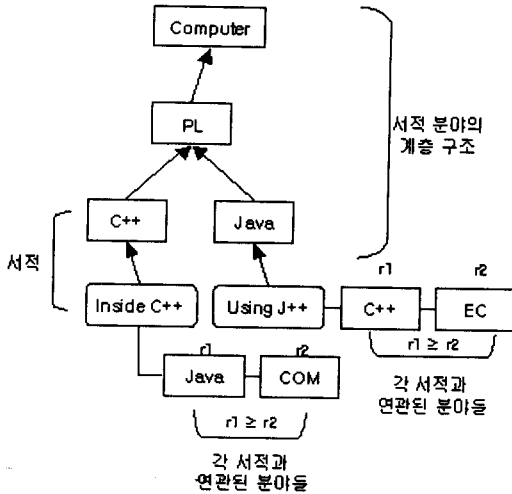 Computer
PL
서적 분야의
계층 구조
C++
Java
서적
Inside C++
Using J++
r1
r2
C++
EC
r1 ≥ r2
각 서적과
연관된 분야들
r1
r2
Java
COM
r1 ≥ r2
각 서적과
연관된 분야들